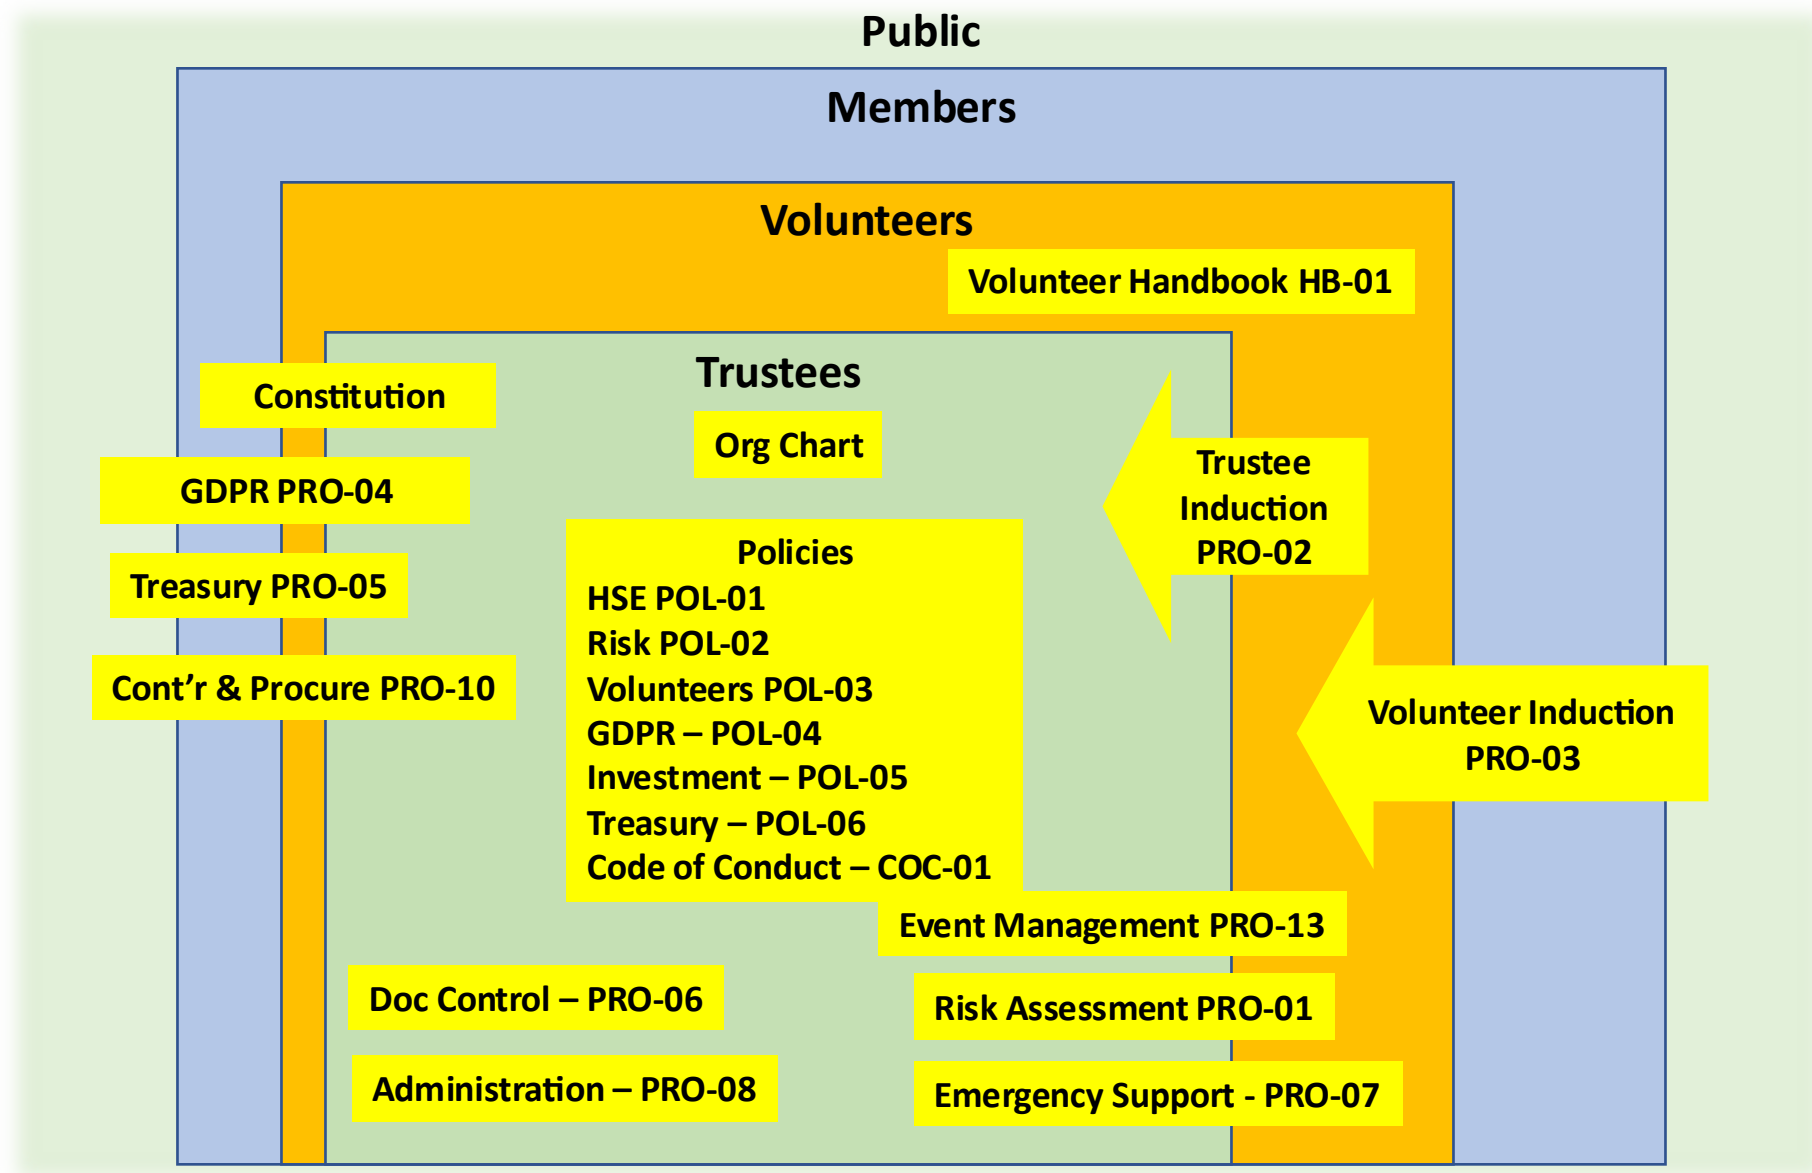 Public
Members
Volunteers
Volunteer Handbook HB-01
Trustees
Constitution
Org Chart
GDPR PRO-04
Trustee
Induction
PRO-02
Treasury PRO-05
Cont’r & Procure PRO-10
Policies
HSE POL-01
Risk POL-02
Volunteers POL-03
GDPR – POL-04
Investment – POL-05
Treasury – POL-06
Code of Conduct – COC-01
Volunteer Induction
PRO-03
Event Management PRO-13
Doc Control – PRO-06
Risk Assessment PRO-01
Administration – PRO-08
Emergency Support - PRO-07